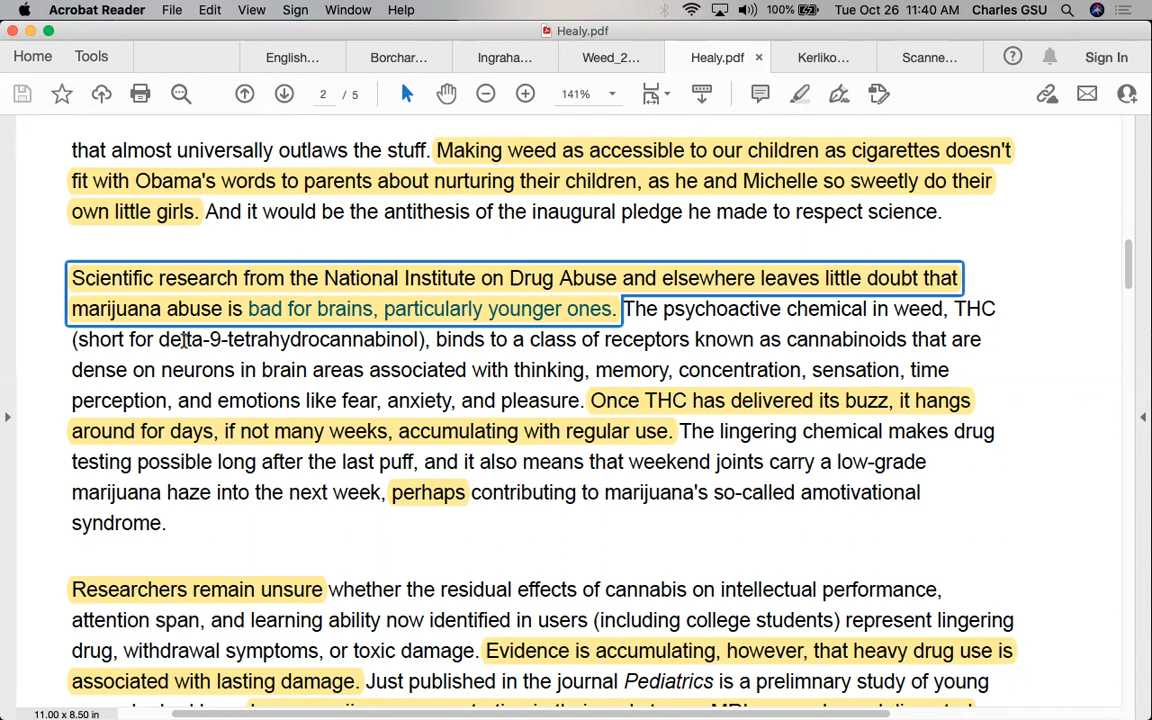 Acrobat Reader File Edit View Sign Window Help 100% Tue Oct 26 11:40 AM Charles GSU
Healy.pdf
Home Tools English... Borchar... Ingraha... Weed_2... Healy.pdf × Kerliko... Scanne... Sign In
2 / 5 141%
that almost universally outlaws the stuff. Making weed as accessible to our children as cigarettes doesn't
fit with Obama's words to parents about nurturing their children, as he and Michelle so sweetly do their
own little girls. And it would be the antithesis of the inaugural pledge he made to respect science.
Scientific research from the National Institute on Drug Abuse and elsewhere leaves little doubt that
marijuana abuse is bad for brains, particularly younger ones. The psychoactive chemical in weed, THC
(short for delta-9-tetrahydrocannabinol), binds to a class of receptors known as cannabinoids that are
dense on neurons in brain areas associated with thinking, memory, concentration, sensation, time
perception, and emotions like fear, anxiety, and pleasure. Once THC has delivered its buzz, it hangs
around for days, if not many weeks, accumulating with regular use. The lingering chemical makes drug
testing possible long after the last puff, and it also means that weekend joints carry a low-grade
marijuana haze into the next week, perhaps contributing to marijuana's so-called amotivational
syndrome.
Researchers remain unsure whether the residual effects of cannabis on intellectual performance,
attention span, and learning ability now identified in users (including college students) represent lingering
drug, withdrawal symptoms, or toxic damage. Evidence is accumulating, however, that heavy drug use is
associated with lasting damage. Just published in the journal Pediatrics is a prelimnary study of young
11.00 x 8.50 in